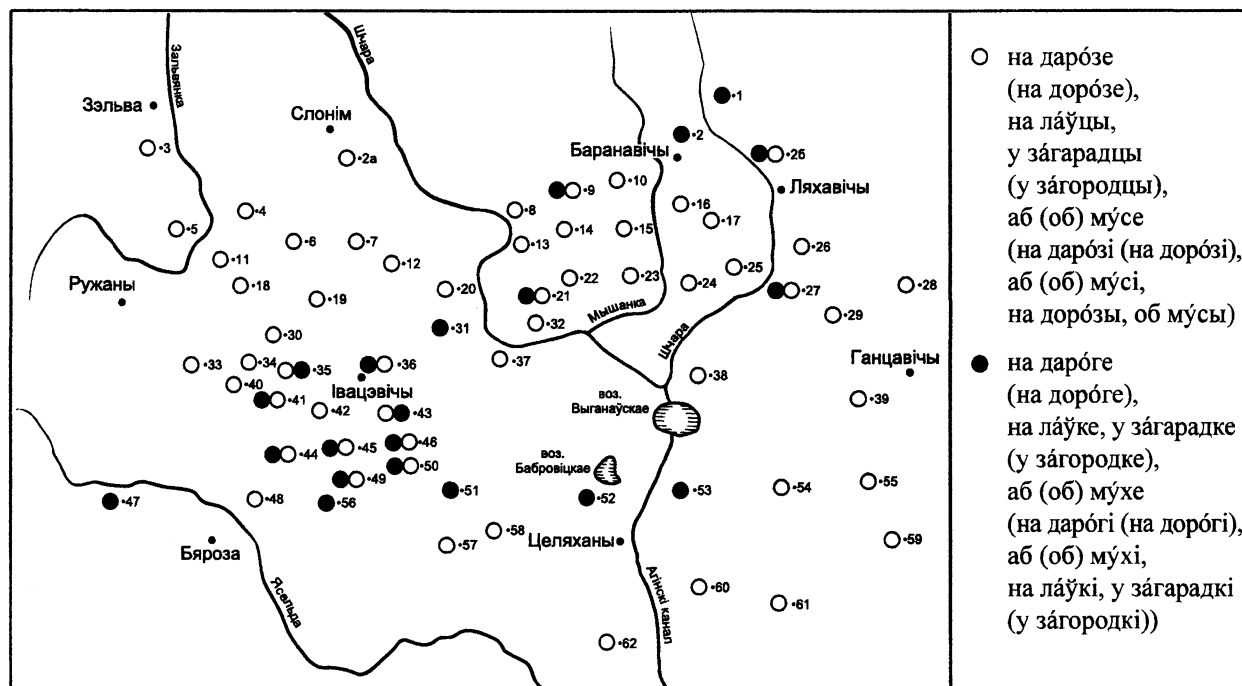 Зальвянка
Шчара
Зэльва
Слонім
•1
•2
Баранавічы
•3
•2а
•26
Ляхавічы
•9
•10
•4
•8
•16
•17
•5
•6
•7
•13
•14
•15
•26
•11
•12
•18
•19
•20
•21
•22
•23
•24
•25
•27
•28
Ружаны
Мышанка
•29
•30
•31
•32
Шчара
•33
•34
•35
•36
•37
Івацэвічы
•38
Ганцавічы
•40
•41
•42
•43
воз.
Выганаўскае
•39
•44
•45
•46
воз.
Бабровіцкае
•47
•48
•49
•50
•51
•52
•53
•54
•55
•56
Бяроза
•57
•58
Целяханы
•59
Ясельда
Агінскі канал
•60
•61
•62
на даро́зе
(на доро́зе),
на ла́ўцы,
у за́гарадцы
(у за́городцы),
аб (об) му́се
(на даро́зі (на доро́зі),
аб (об) му́сі,
на доро́зы, об му́сы)
на даро́ге
(на доро́ге),
на ла́ўке, у за́гарадке
(у за́городке),
аб (об) му́хе
(на даро́гі (на доро́гі),
аб (об) му́хі,
на ла́ўкі, у за́гарадкі
(у за́городкі))